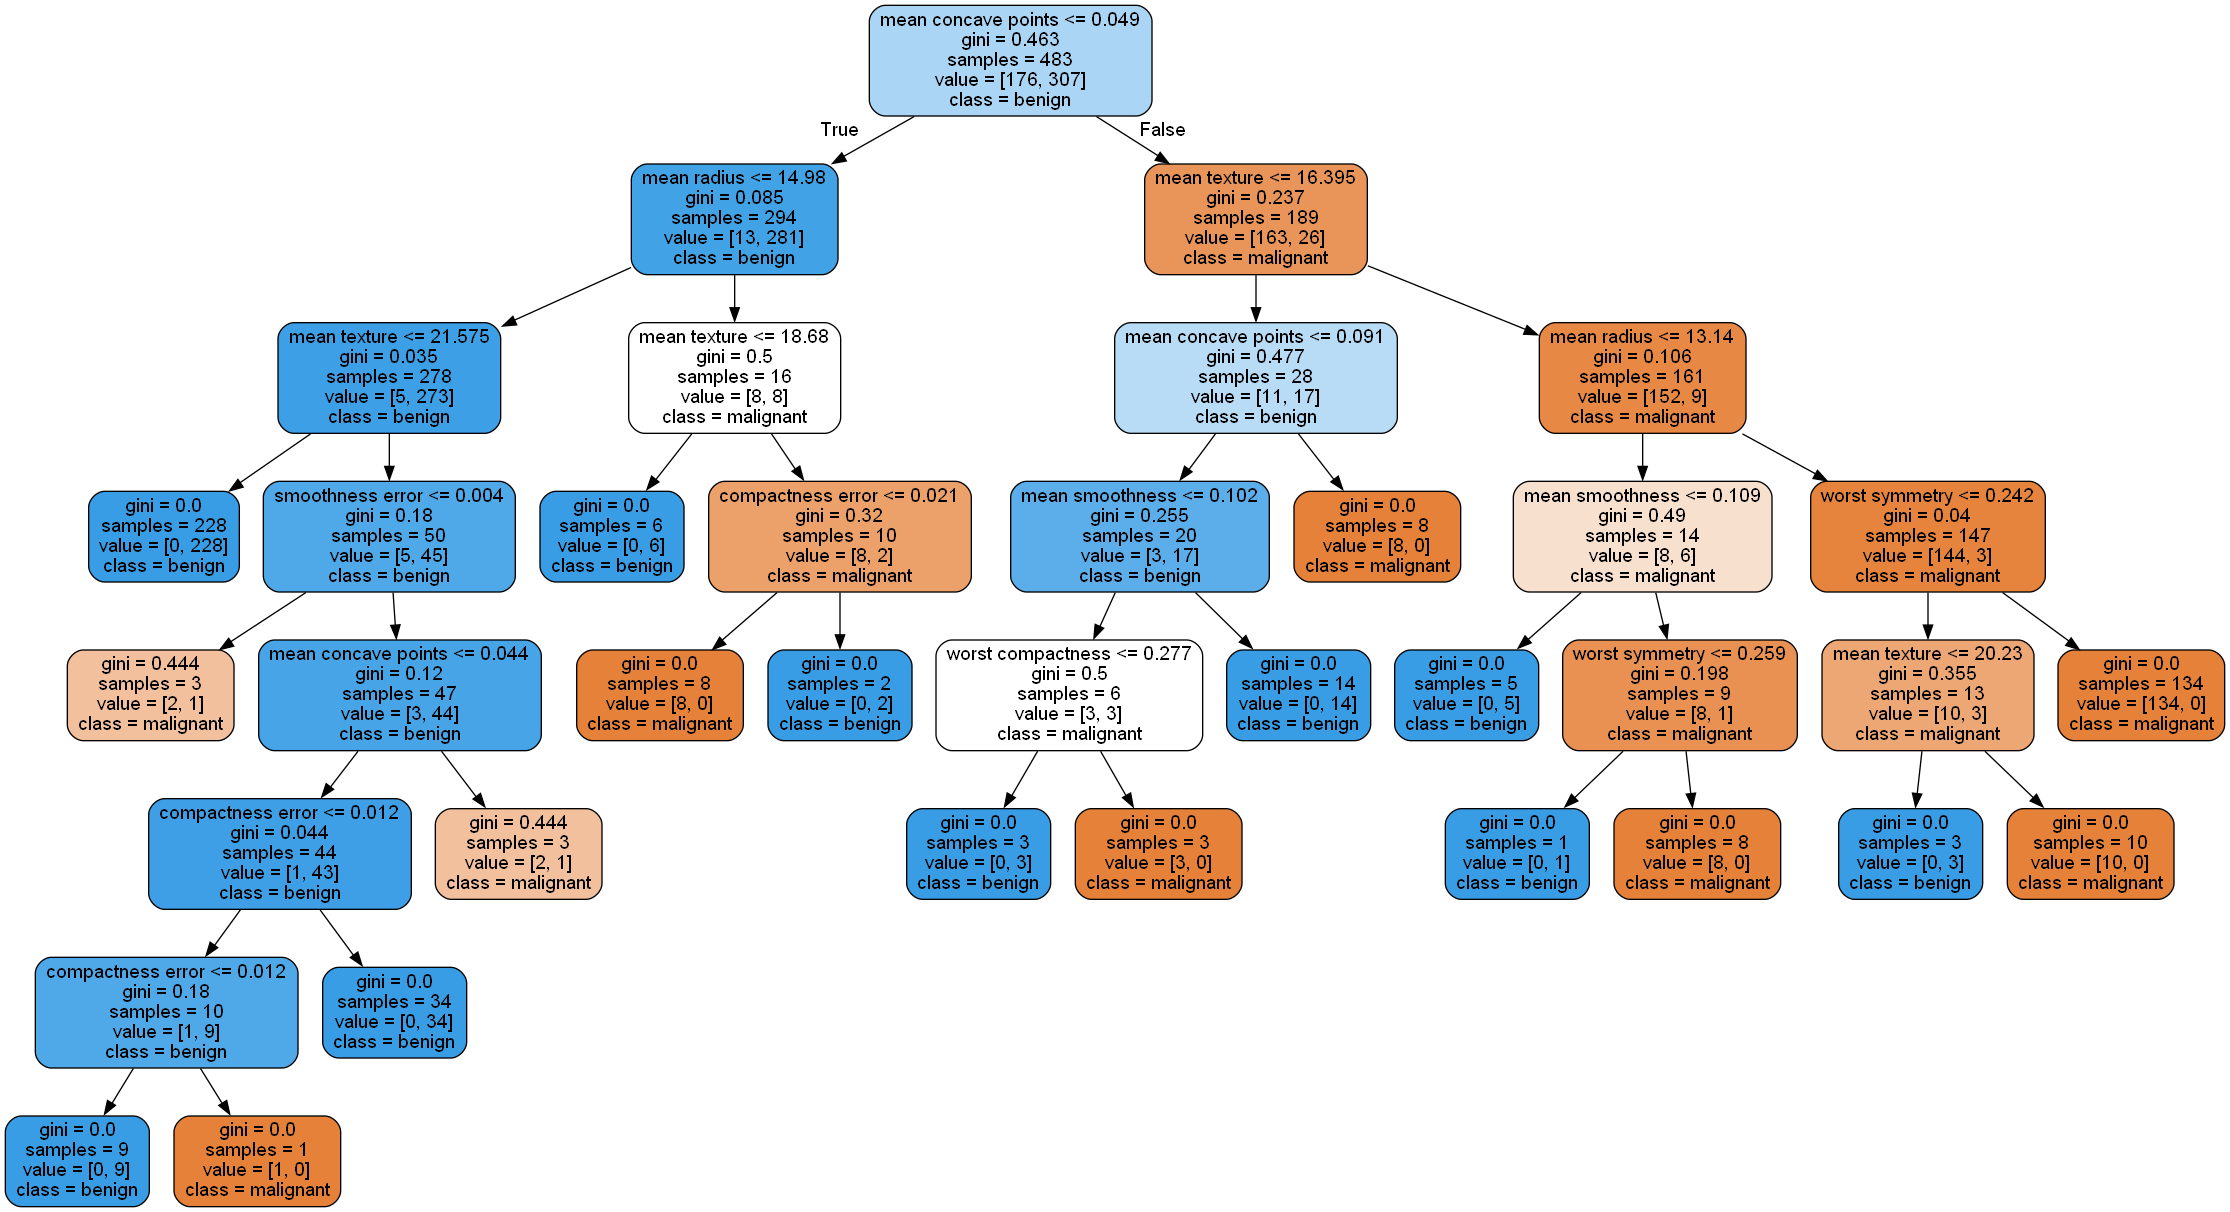 mean concave points <= 0.049
gini = 0.463
samples = 483
value = [176, 307]
class = benign
True
False
mean radius <= 14.98
gini = 0.085
samples = 294
value = [13, 281]
class = benign
mean texture <= 16.395
gini = 0.237
samples = 189
value = [163, 26]
class = malignant
mean texture <= 21.575
gini = 0.035
samples = 278
value = [5, 273]
class = benign
mean texture <= 18.68
gini = 0.5
samples = 16
value = [8, 8]
class = malignant
mean concave points <= 0.091
gini = 0.477
samples = 28
value = [11, 17]
class = benign
mean radius <= 13.14
gini = 0.106
samples = 161
value = [152, 9]
class = malignant
gini = 0.0
samples = 228
value = [0, 228]
class = benign
smoothness error <= 0.004
gini = 0.18
samples = 50
value = [5, 45]
class = benign
gini = 0.0
samples = 6
value = [0, 6]
class = benign
compactness error <= 0.021
gini = 0.32
samples = 10
value = [8, 2]
class = malignant
mean smoothness <= 0.102
gini = 0.255
samples = 20
value = [3, 17]
class = benign
gini = 0.0
samples = 8
value = [8, 0]
class = malignant
mean smoothness <= 0.109
gini = 0.49
samples = 14
value = [8, 6]
class = malignant
worst symmetry <= 0.242
gini = 0.04
samples = 147
value = [144, 3]
class = malignant
gini = 0.444
samples = 3
value = [2, 1]
class = malignant
mean concave points <= 0.044
gini = 0.12
samples = 47
value = [3, 44]
class = benign
gini = 0.0
samples = 8
value = [8, 0]
class = malignant
gini = 0.0
samples = 2
value = [0, 2]
class = benign
worst compactness <= 0.277
gini = 0.5
samples = 6
value = [3, 3]
class = malignant
gini = 0.0
samples = 14
value = [0, 14]
class = benign
gini = 0.0
samples = 5
value = [0, 5]
class = benign
worst symmetry <= 0.259
gini = 0.198
samples = 9
value = [8, 1]
class = malignant
mean texture <= 20.23
gini = 0.355
samples = 13
value = [10, 3]
class = malignant
gini = 0.0
samples = 134
value = [134, 0]
class = malignant
compactness error <= 0.012
gini = 0.044
samples = 44
value = [1, 43]
class = benign
gini = 0.444
samples = 3
value = [2, 1]
class = malignant
gini = 0.0
samples = 3
value = [0, 3]
class = benign
gini = 0.0
samples = 3
value = [3, 0]
class = malignant
gini = 0.0
samples = 1
value = [0, 1]
class = benign
gini = 0.0
samples = 8
value = [8, 0]
class = malignant
gini = 0.0
samples = 3
value = [0, 3]
class = benign
gini = 0.0
samples = 10
value = [10, 0]
class = malignant
compactness error <= 0.012
gini = 0.18
samples = 10
value = [1, 9]
class = benign
gini = 0.0
samples = 34
value = [0, 34]
class = benign
gini = 0.0
samples = 9
value = [0, 9]
class = benign
gini = 0.0
samples = 1
value = [1, 0]
class = malignant